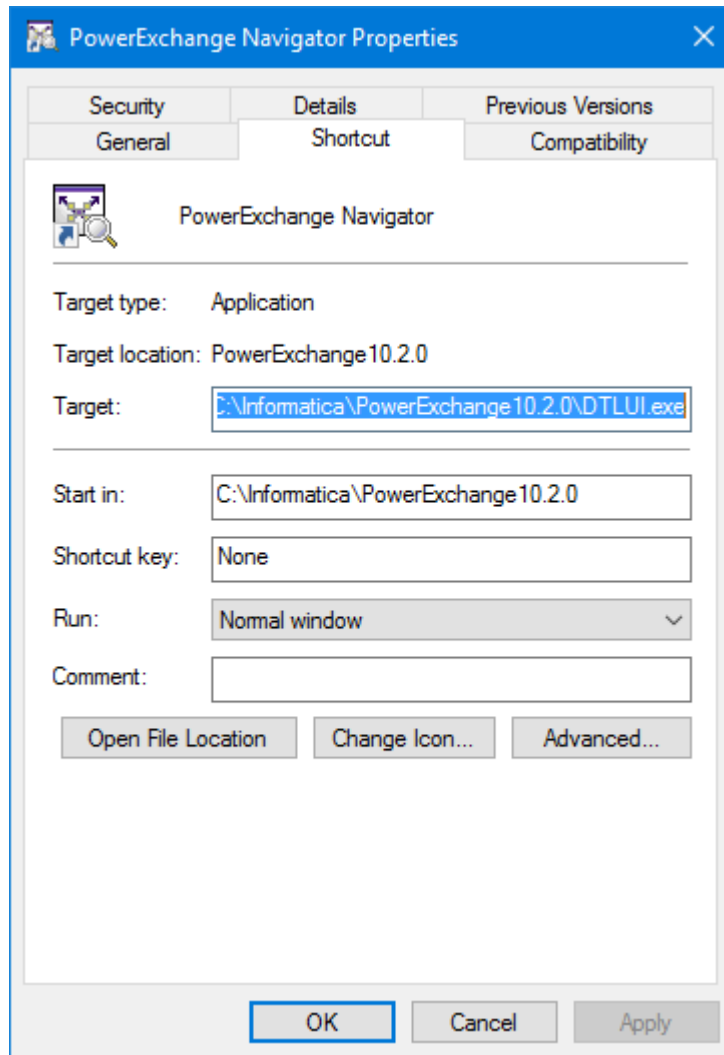 PowerExchange Navigator Properties
Security Details Previous Versions
General Shortcut Compatibility
PowerExchange Navigator
Target type: Application
Target location: PowerExchange10.2.0
Target: C:\Informatica\PowerExchange10.2.0\DTLUI.exe
Start in: C:\Informatica\PowerExchange10.2.0
Shortcut key: None
Run: Normal window
Comment:
Open File Location Change Icon... Advanced...
OK Cancel Apply